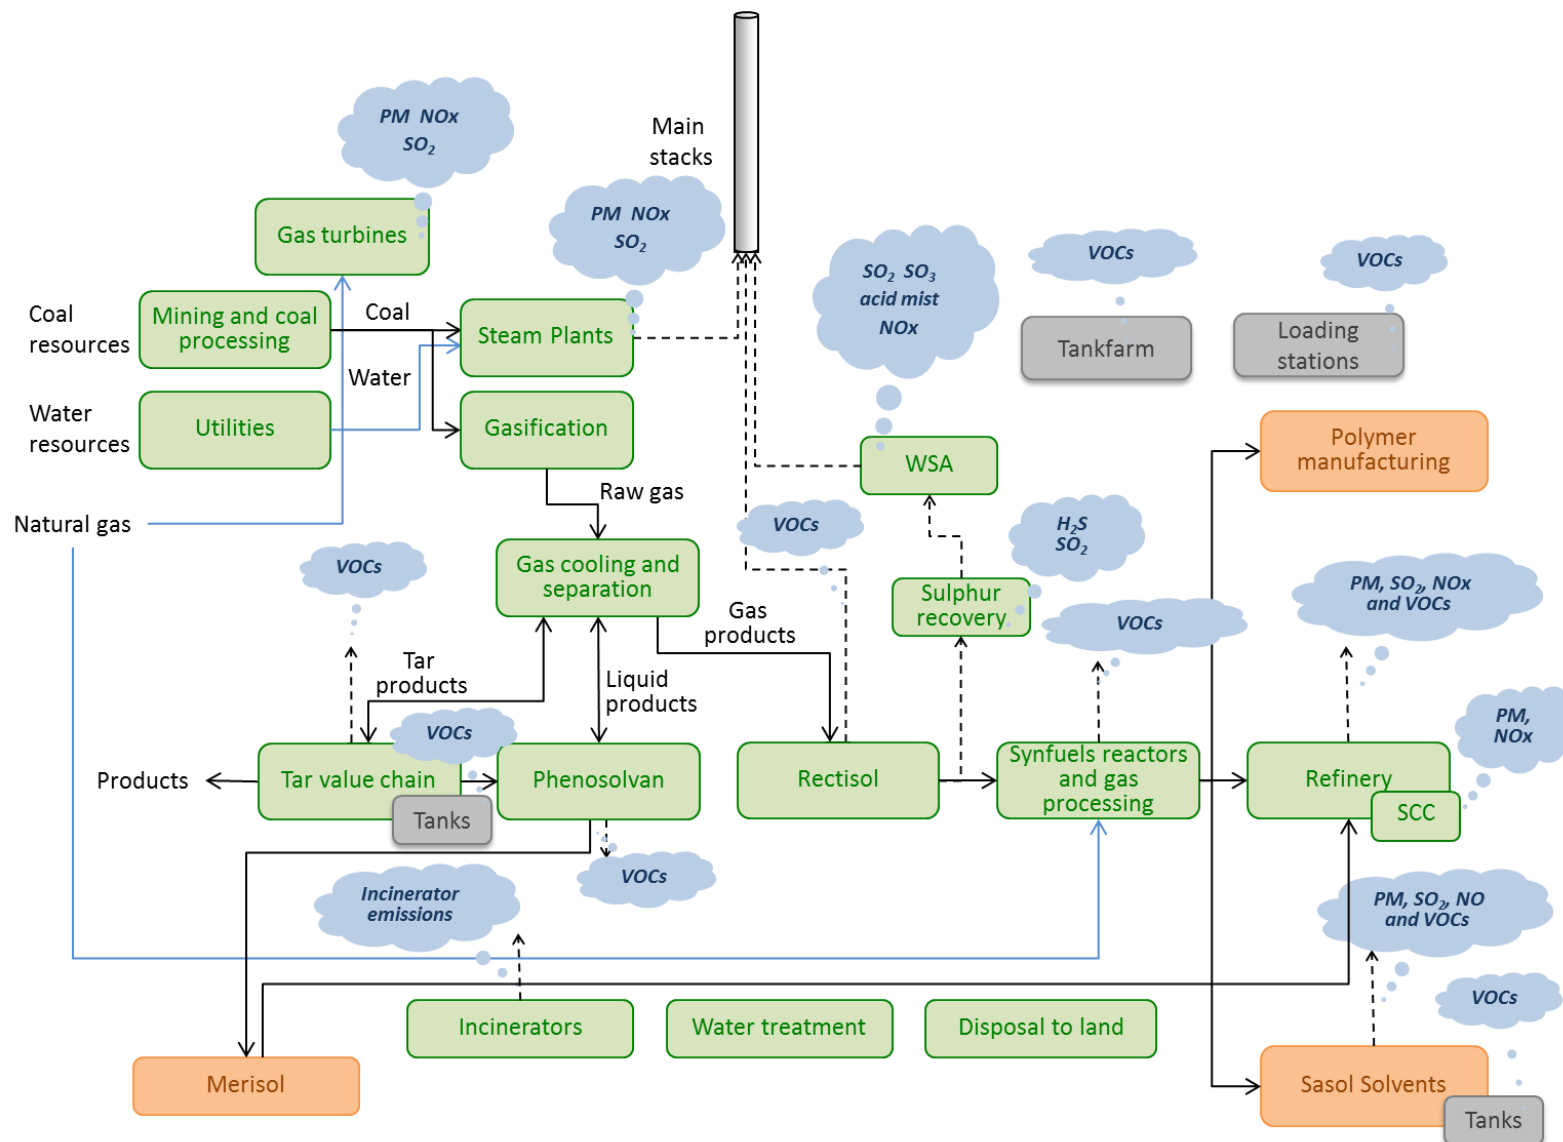 PM NOx
SO₂
Main
stacks
Gas turbines
PM NOx
SO₂
SO₂ SO₃
acid mist
NOx
VOCs
VOCs
Coal
resources
Mining and coal
processing
Coal
Steam Plants
Tankfarm
Loading
stations
Water
Water
resources
Utilities
Gasification
WSA
Polymer
manufacturing
Raw gas
Natural gas
VOCs
H₂S
SO₂
VOCs
Gas cooling and
separation
Sulphur
recovery
PM, SO₂, NOx
and VOCs
Gas
products
VOCs
Tar
products
Liquid
products
VOCs
PM,
NOx
Products
Tar value chain
Tanks
Phenosolvan
Rectisol
Synfuels reactors
and gas
processing
Refinery
SCC
VOCs
Incinerator
emissions
PM, SO₂, NO
and VOCs
VOCs
Incinerators
Water treatment
Disposal to land
Merisol
Sasol Solvents
Tanks